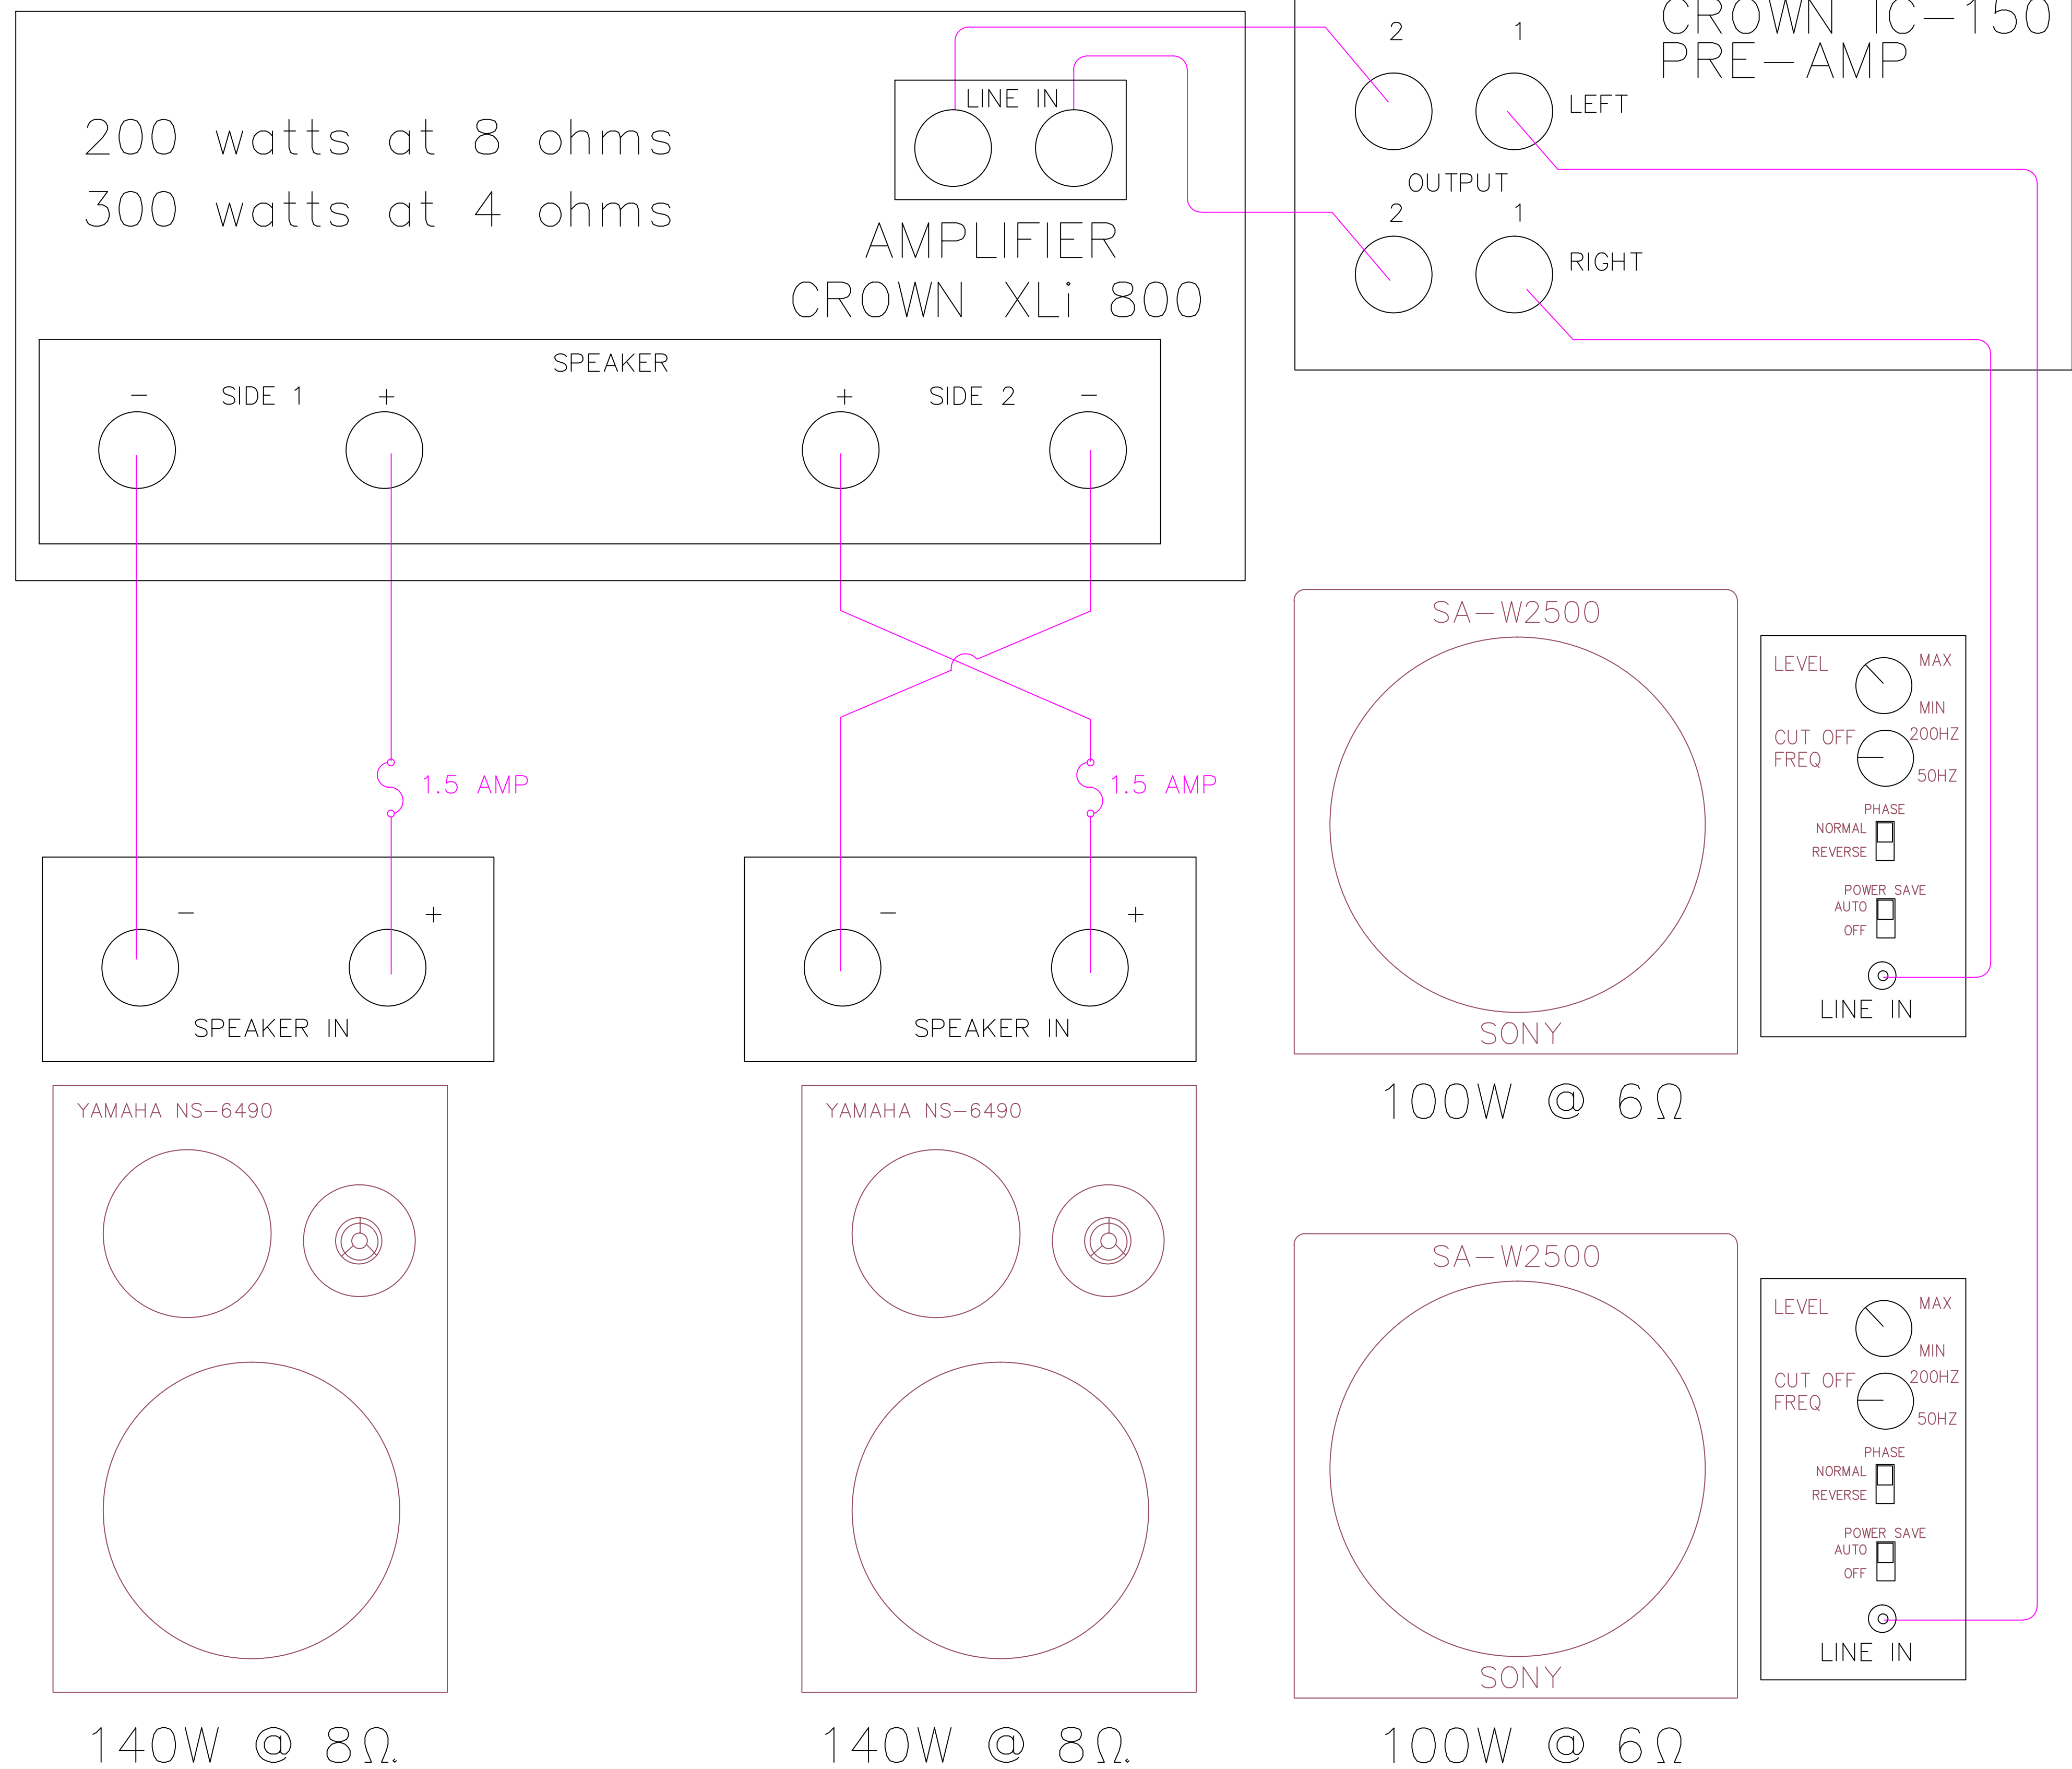 CROWN IC-150
PRE-AMP
2 1
LEFT
OUTPUT
2 1
RIGHT
LINE IN
200 watts at 8 ohms
300 watts at 4 ohms
AMPLIFIER
CROWN XLi 800
SPEAKER
- SIDE 1 + + SIDE 2 -
1.5 AMP
1.5 AMP
- +
SPEAKER IN
- +
SPEAKER IN
YAMAHA NS-6490
140W @ 8Ω.
YAMAHA NS-6490
140W @ 8Ω.
SA-W2500
SONY
100W @ 6Ω
LEVEL
MAX
MIN
CUT OFF
FREQ
200HZ
50HZ
PHASE
NORMAL
REVERSE
POWER SAVE
AUTO
OFF
LINE IN
SA-W2500
SONY
100W @ 6Ω
LEVEL
MAX
MIN
CUT OFF
FREQ
200HZ
50HZ
PHASE
NORMAL
REVERSE
POWER SAVE
AUTO
OFF
LINE IN